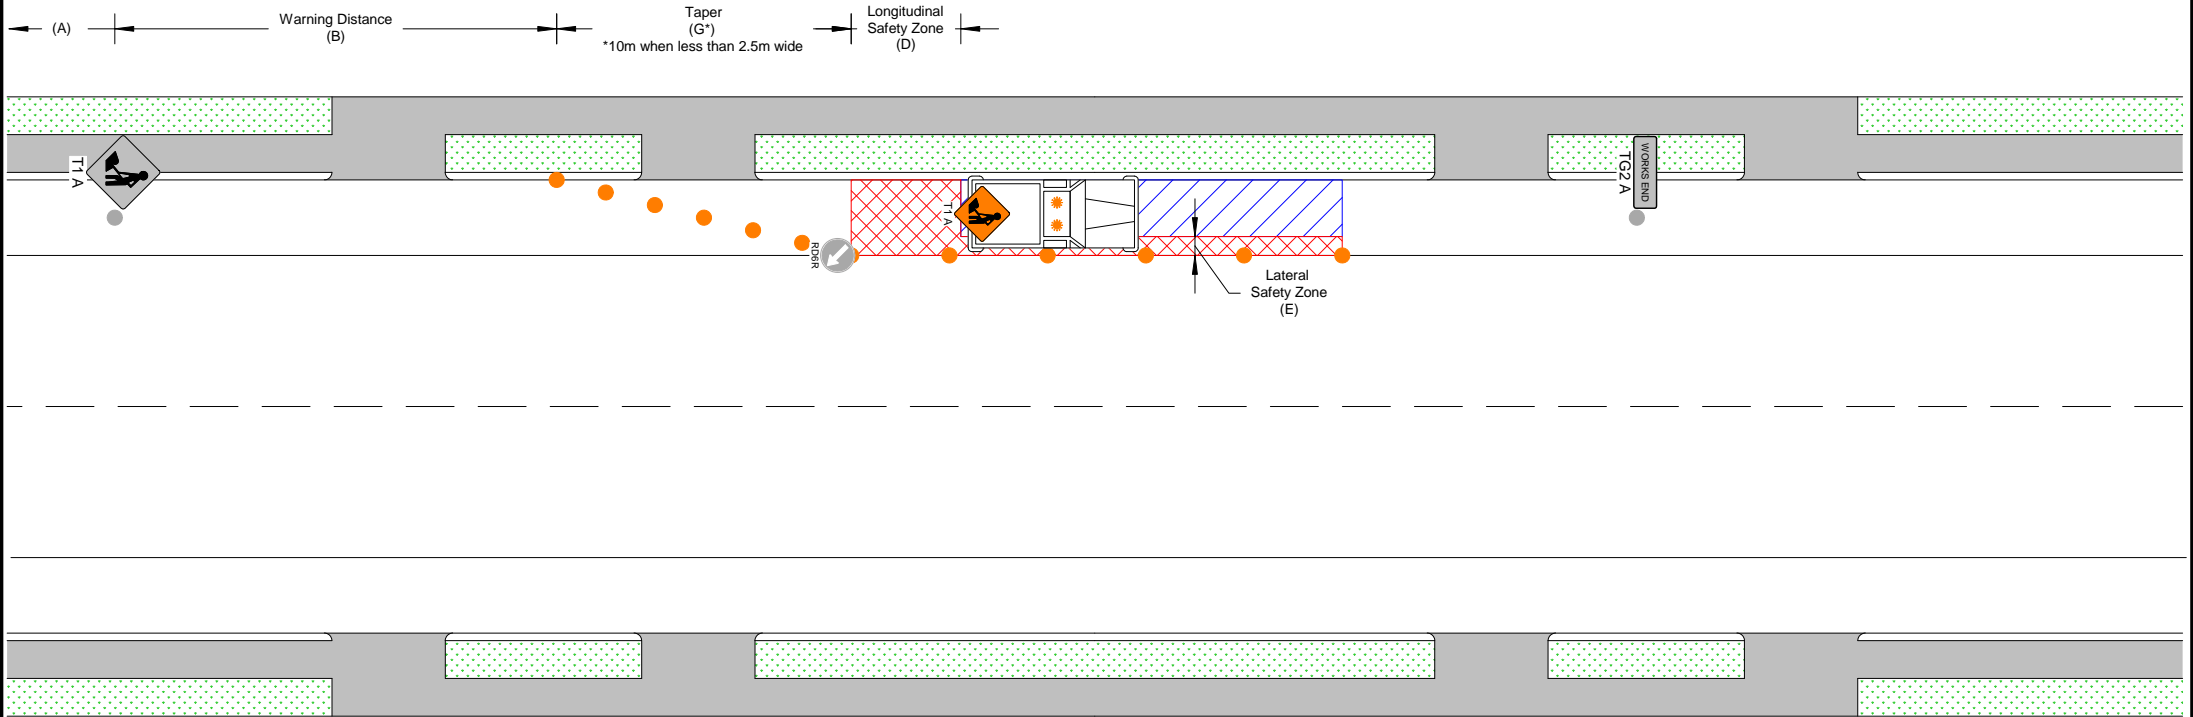 (A)
Warning Distance
(B)
Taper
(G*)
*10m when less than 2.5m wide
Longitudinal
Safety Zone
(D)
T1 A
RD6R
T1 A
WORKS END
TG2 A
Lateral
Safety Zone
(E)